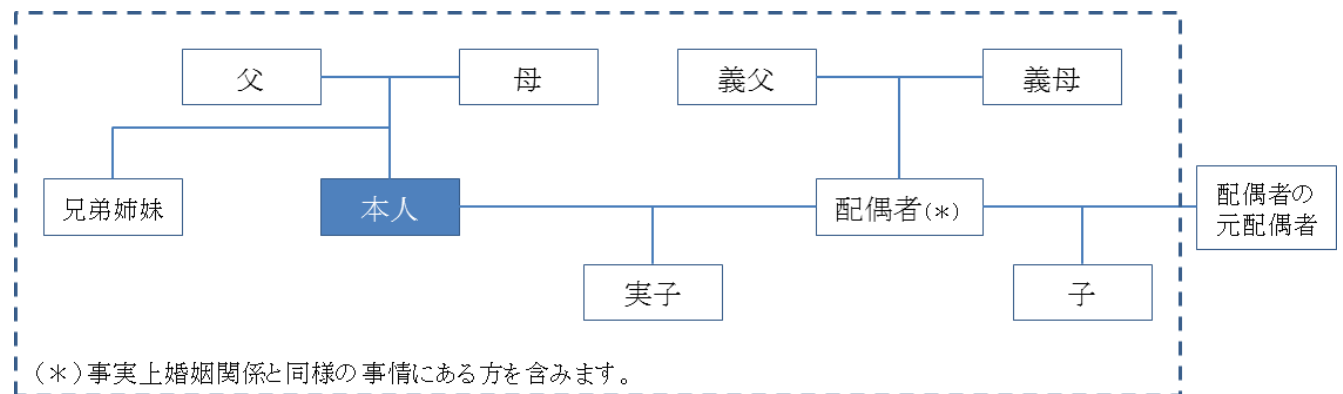 父
母
義父
義母
兄弟姉妹
本人
配偶者(*)
配偶者の
元配偶者
実子
子
(*)事実上婚姻関係と同様の事情にある方を含みます。